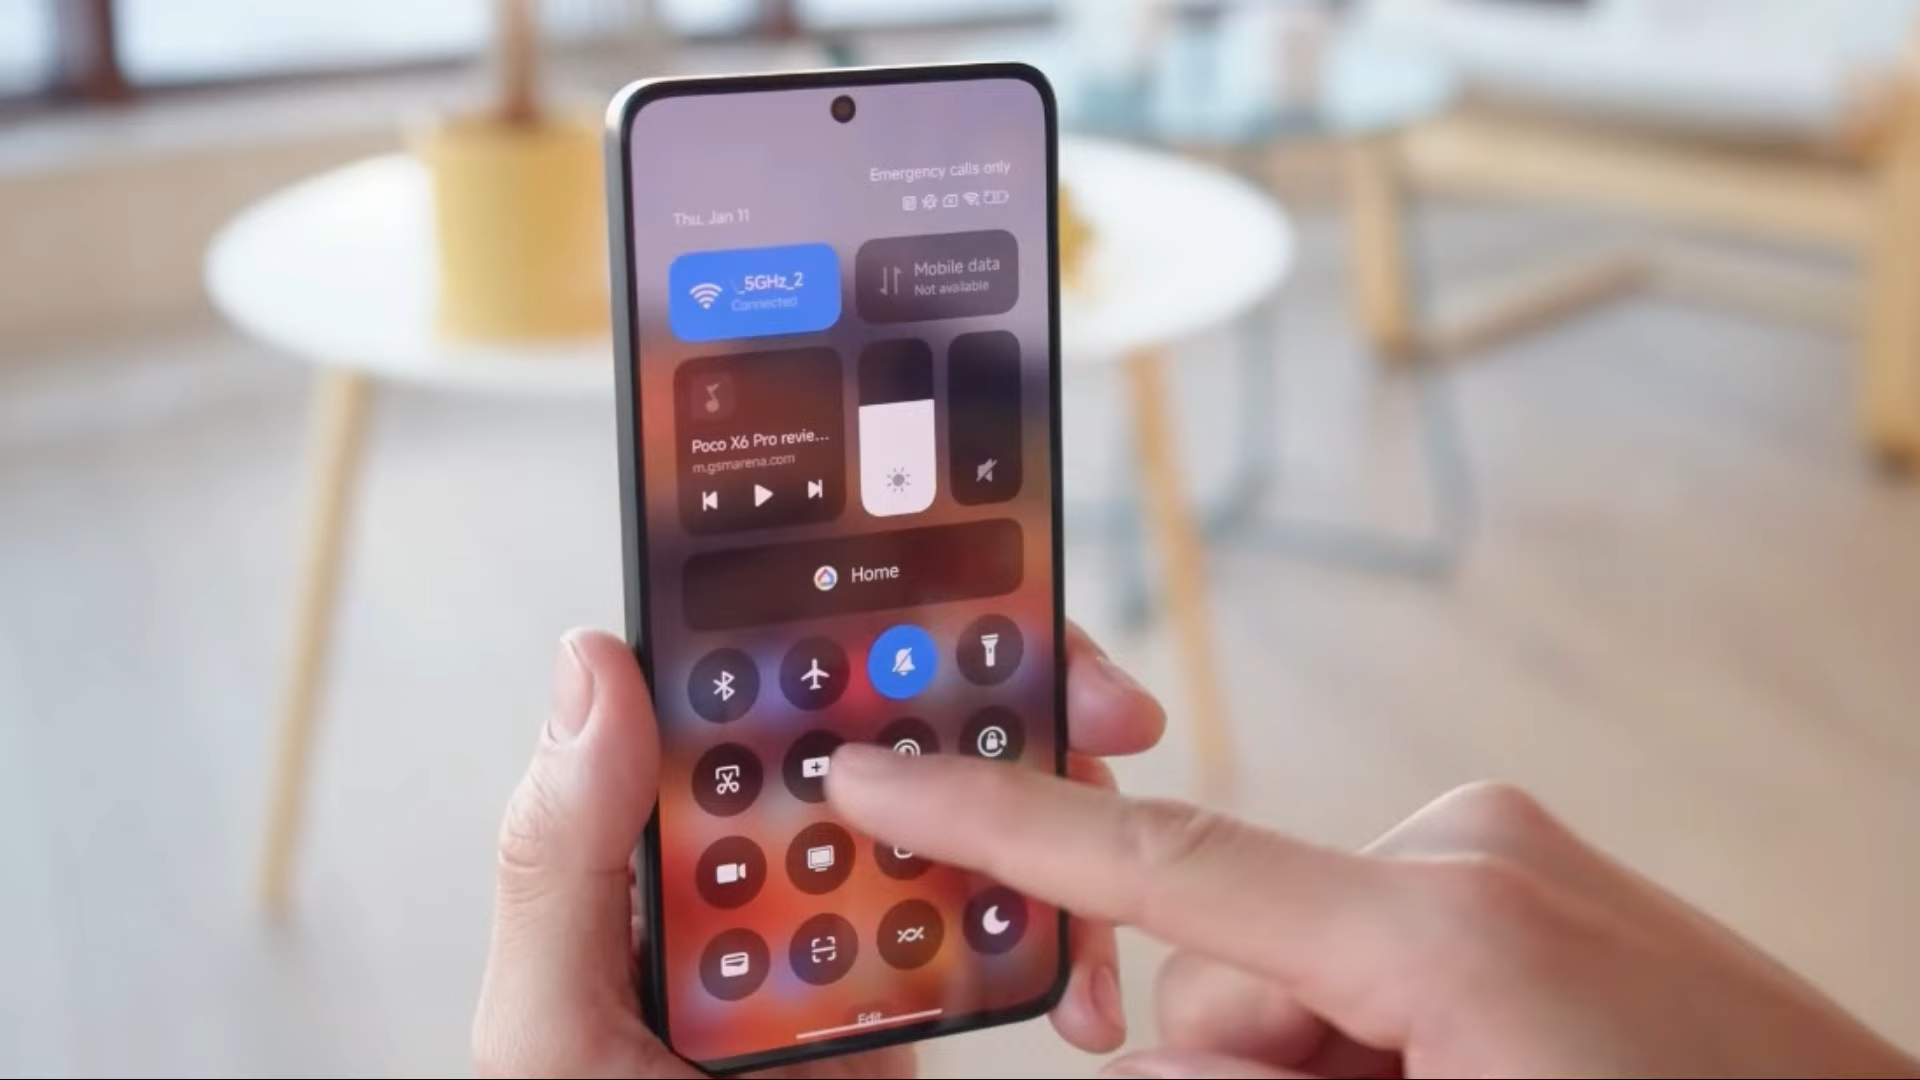 Emergency calls only
Thu, Jan 11
_5GHz_2
Connected
Mobile data
Not available
Poco X6 Pro revie...
m.gsmarena.com
Home
Edit